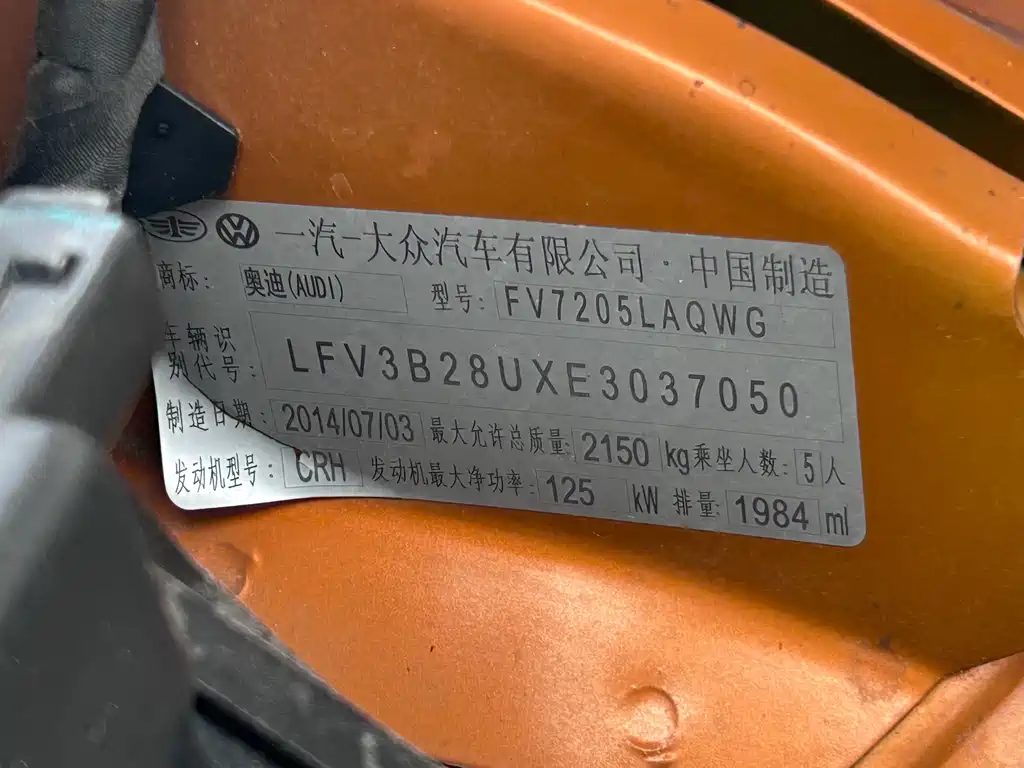 一汽-大众汽车有限公司·中国制造
商标: 奥迪(AUDI) 型号: FV7205LAQWG
车辆识别代号: LFV3B28UXE3037050
制造日期: 2014/07/03 最大允许总质量: 2150 kg 乘坐人数: 5 人
发动机型号: CRH 发动机最大净功率: 125 kW 排量: 1984 ml